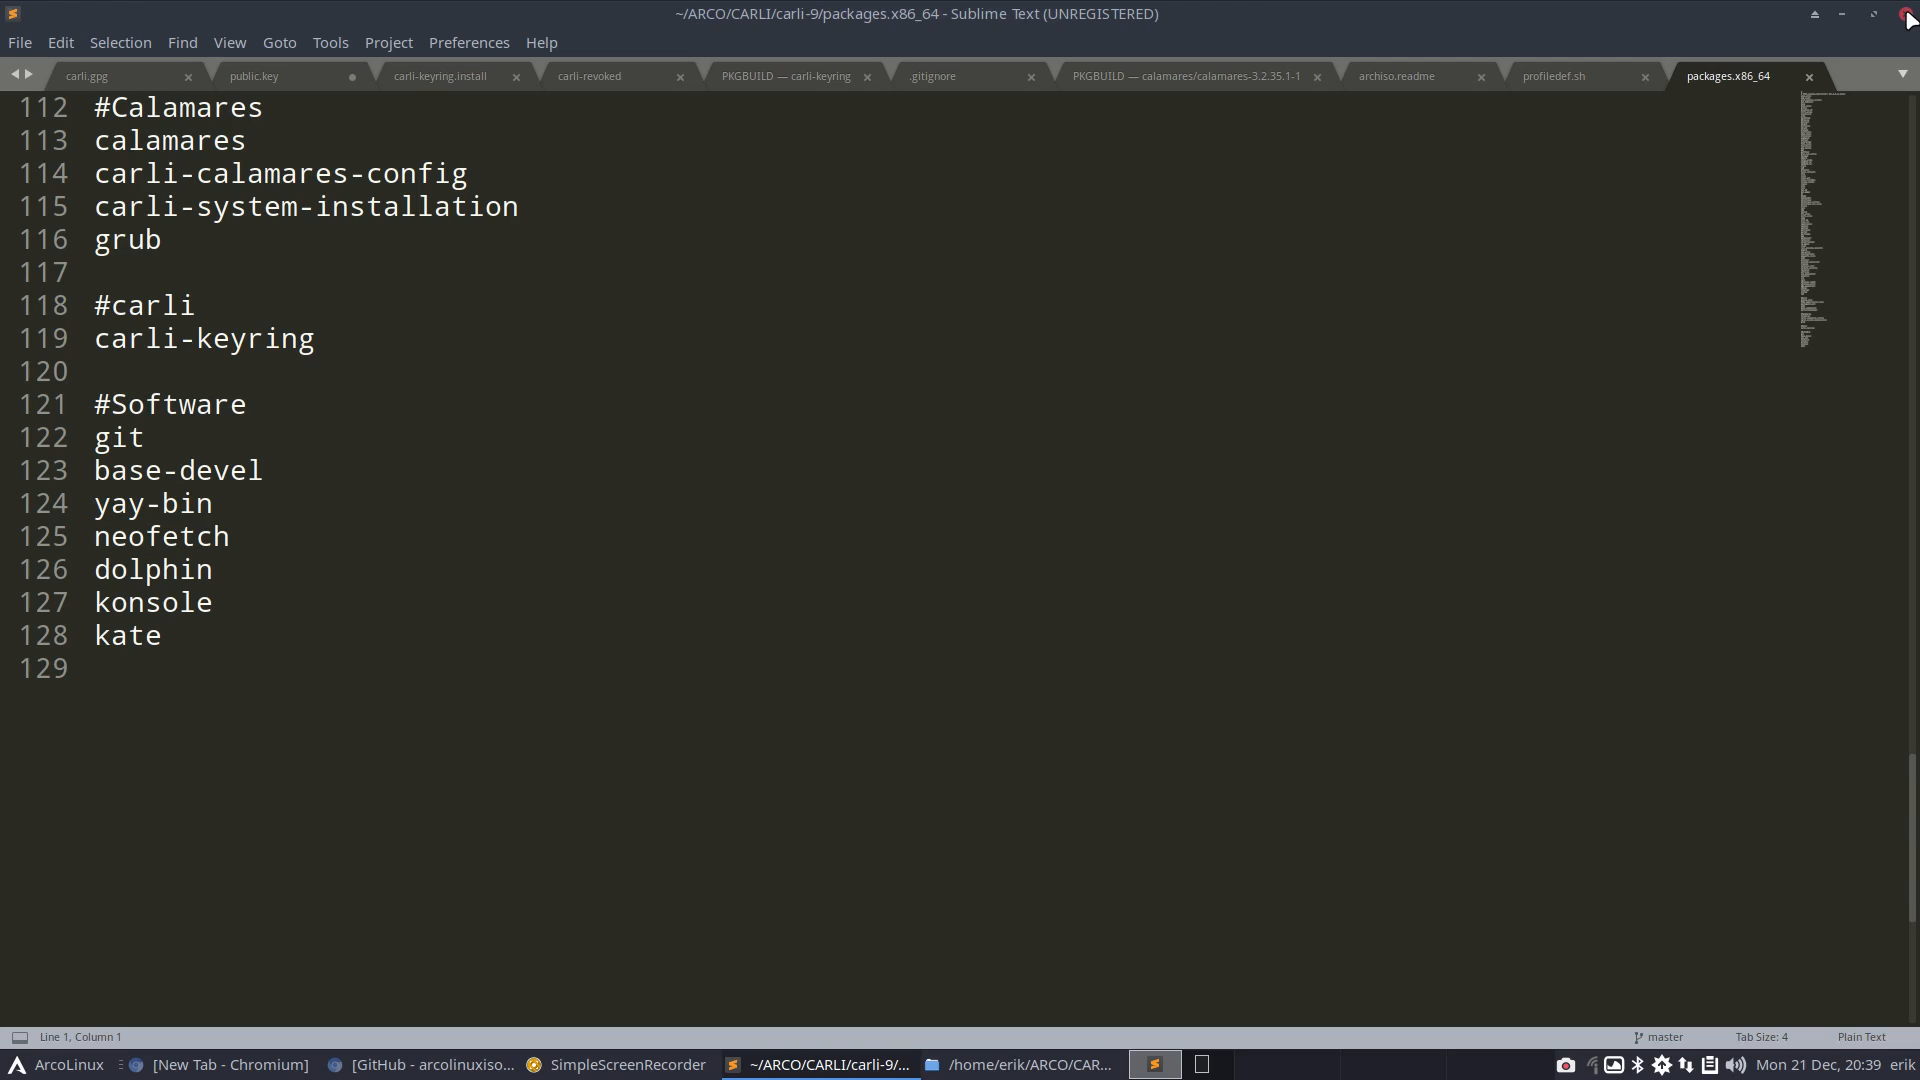 ~/ARCO/CARLI/carli-9/packages.x86_64 - Sublime Text (UNREGISTERED)
File Edit Selection Find View Goto Tools Project Preferences Help
carli.gpg public.key carli-keyring.install carli-revoked PKGBUILD — carli-keyring .gitignore PKGBUILD — calamares/calamares-3.2.35.1-1 archiso.readme profiledef.sh packages.x86_64
112 #Calamares
113 calamares
114 carli-calamares-config
115 carli-system-installation
116 grub
117
118 #carli
119 carli-keyring
120
121 #Software
122 git
123 base-devel
124 yay-bin
125 neofetch
126 dolphin
127 konsole
128 kate
129
Line 1, Column 1 master Tab Size: 4 Plain Text
ArcoLinux [New Tab - Chromium] [GitHub - arcolinuxiso... SimpleScreenRecorder ~/ARCO/CARLI/carli-9/... /home/erik/ARCO/CAR... Mon 21 Dec, 20:39 erik